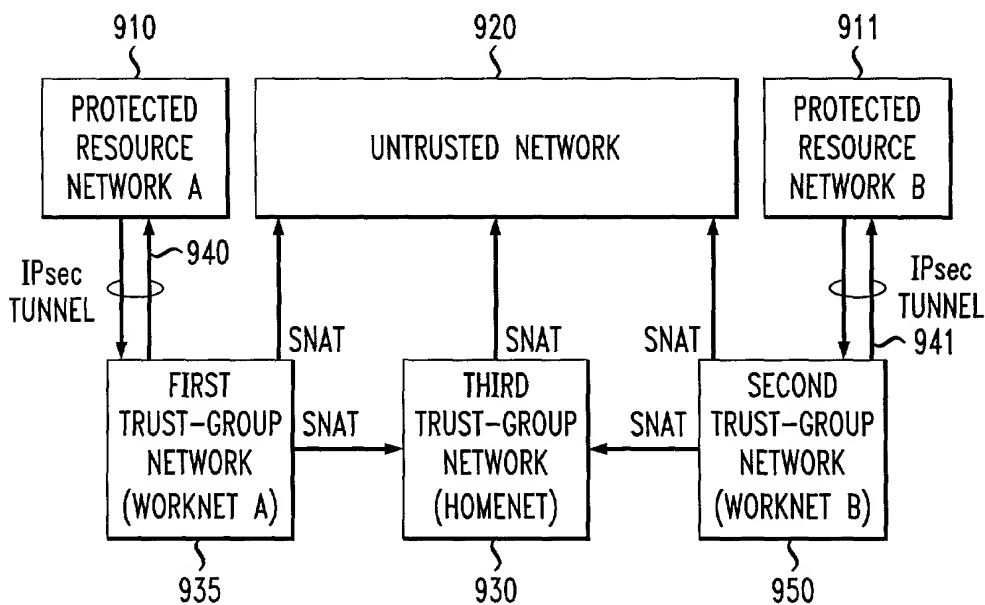 910
920
911
PROTECTED
RESOURCE
NETWORK A
UNTRUSTED NETWORK
PROTECTED
RESOURCE
NETWORK B
IPsec
TUNNEL
940
IPsec
TUNNEL
941
SNAT
SNAT
SNAT
FIRST
TRUST-GROUP
NETWORK
(WORKNET A)
SNAT
THIRD
TRUST-GROUP
NETWORK
(HOMENET)
SNAT
SECOND
TRUST-GROUP
NETWORK
(WORKNET B)
935
930
950